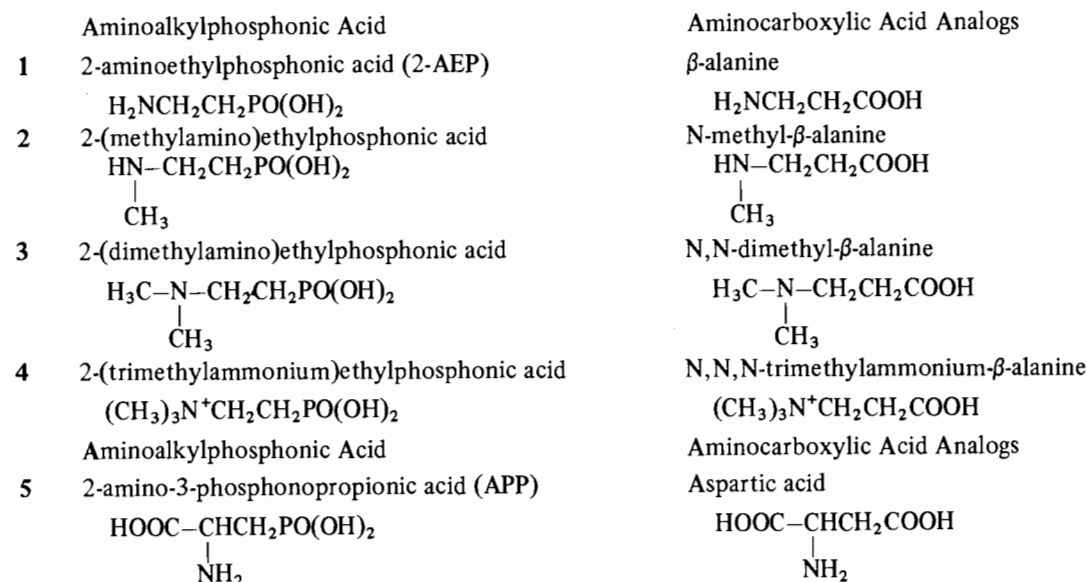 Aminoalkylphosphonic Acid Aminocarboxylic Acid Analogs
1 2-aminoethylphosphonic acid (2-AEP) β-alanine
H₂NCH₂CH₂PO(OH)₂ H₂NCH₂CH₂COOH
2 2-(methylamino)ethylphosphonic acid N-methyl-β-alanine
HN–CH₂CH₂PO(OH)₂ HN–CH₂CH₂COOH
CH₃ CH₃
3 2-(dimethylamino)ethylphosphonic acid N,N-dimethyl-β-alanine
H₃C–N–CH₂CH₂PO(OH)₂ H₃C–N–CH₂CH₂COOH
CH₃ CH₃
4 2-(trimethylammonium)ethylphosphonic acid N,N,N-trimethylammonium-β-alanine
(CH₃)₃N⁺CH₂CH₂PO(OH)₂ (CH₃)₃N⁺CH₂CH₂COOH
Aminoalkylphosphonic Acid Aminocarboxylic Acid Analogs
5 2-amino-3-phosphonopropionic acid (APP) Aspartic acid
HOOC–CHCH₂PO(OH)₂ HOOC–CHCH₂COOH
NH₂ NH₂